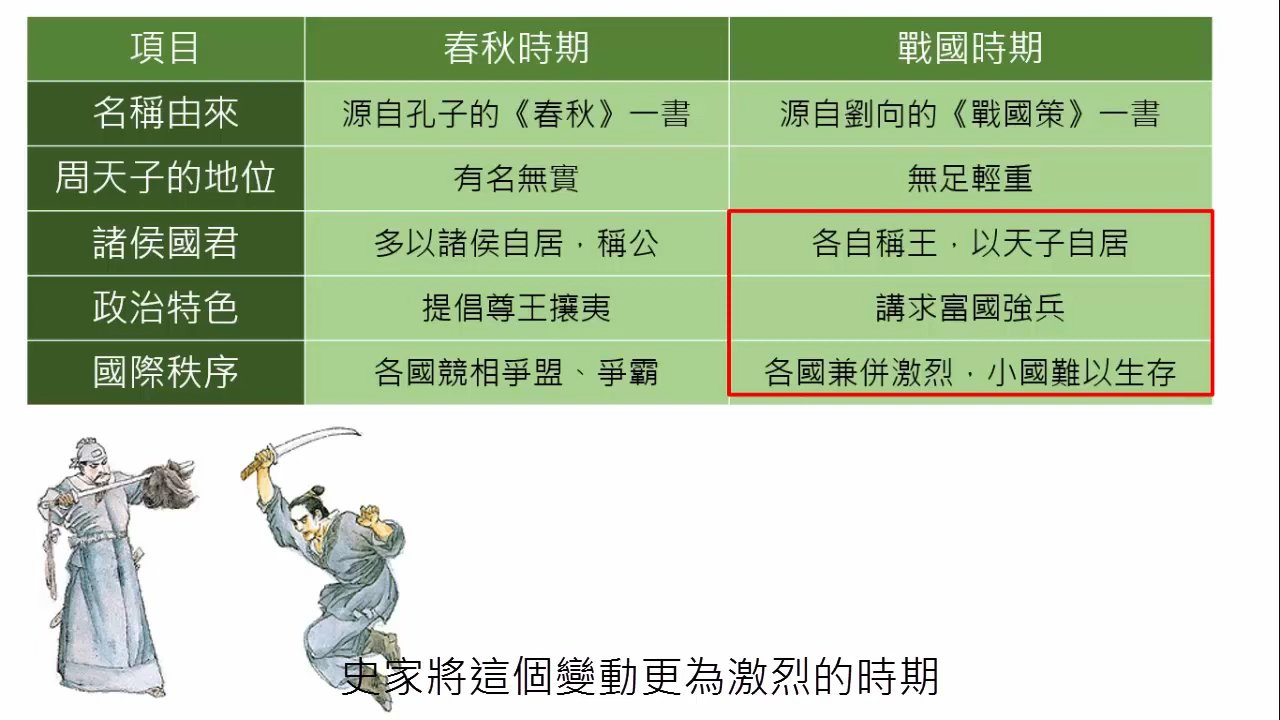 項目 春秋時期 戰國時期
名稱由來 源自孔子的《春秋》一書 源自劉向的《戰國策》一書
周天子的地位 有名無實 無足輕重
諸侯國君 多以諸侯自居，稱公 各自稱王，以天子自居
政治特色 提倡尊王攘夷 講求富國強兵
國際秩序 各國競相爭盟、爭霸 各國兼併激烈，小國難以生存
史家將這個變動更為激烈的時期